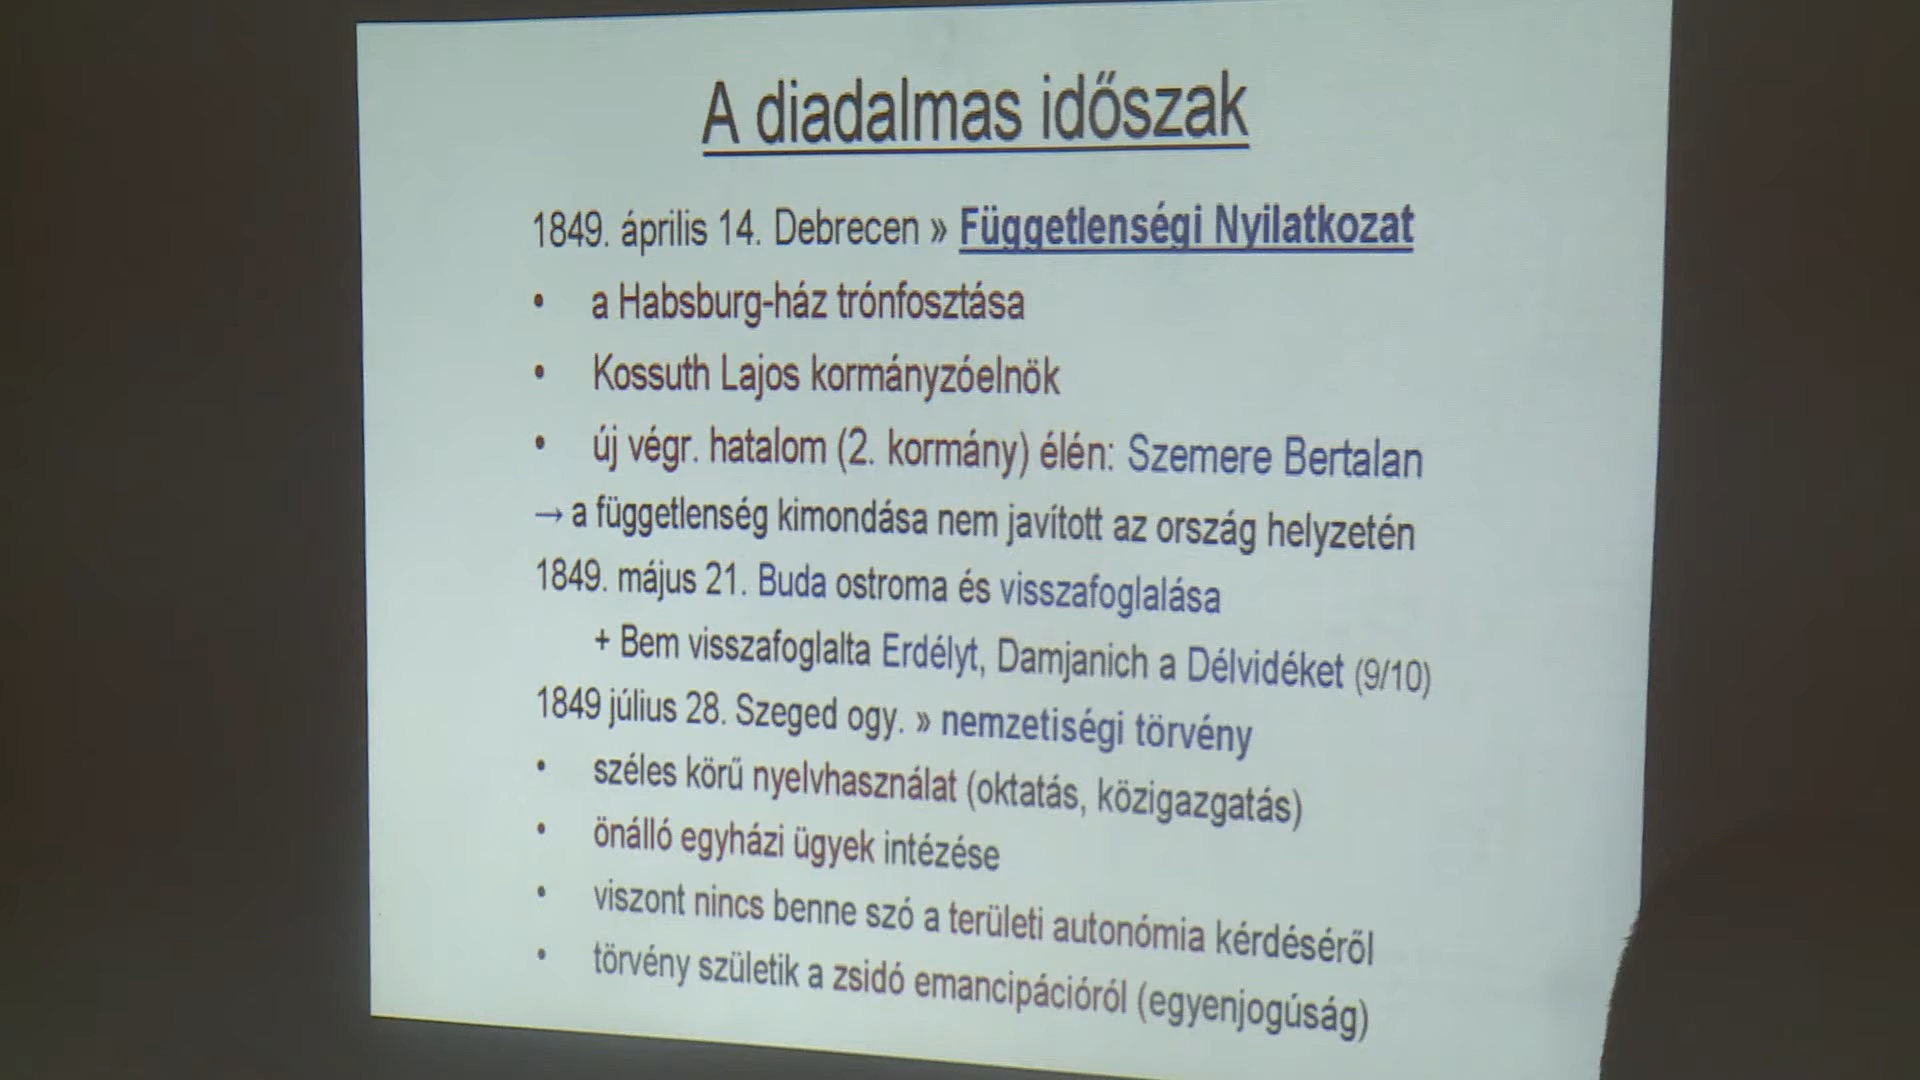 A diadalmas időszak
1849. április 14. Debrecen » Függetlenségi Nyilatkozat
• a Habsburg-ház trónfosztása
• Kossuth Lajos kormányzóelnök
• új végr. hatalom (2. kormány) élén: Szemere Bertalan
→ a függetlenség kimondása nem javított az ország helyzetén
1849. május 21. Buda ostroma és visszafoglalása
+ Bem visszafoglalta Erdélyt, Damjanich a Délvidéket (9/10)
1849 július 28. Szeged ogy. » nemzetiségi törvény
• széles körű nyelvhasználat (oktatás, közigazgatás)
• önálló egyházi ügyek intézése
• viszont nincs benne szó a területi autonómia kérdéséről
• törvény születik a zsidó emancipációról (egyenjogúság)